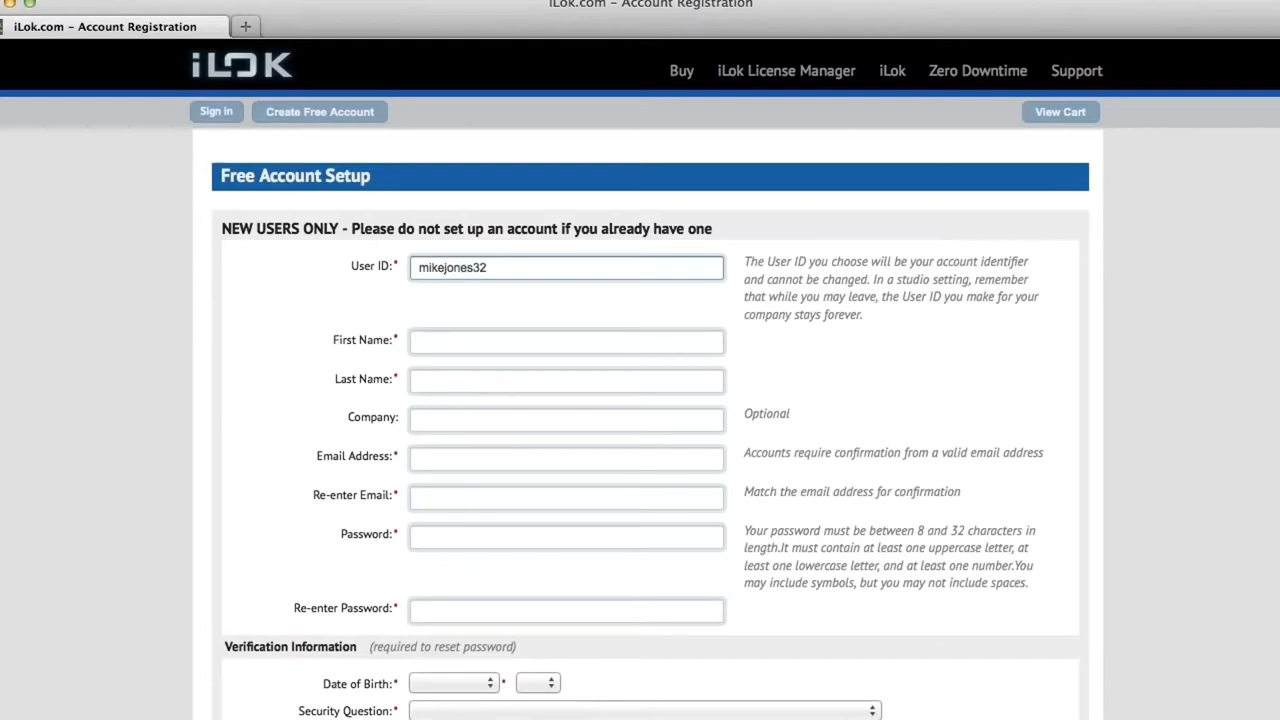 iLok.com – Account Registration
iLok.com – Account Registration
iLOK
Buy iLok License Manager iLok Zero Downtime Support
Sign in Create Free Account View Cart
Free Account Setup
NEW USERS ONLY - Please do not set up an account if you already have one
User ID:* mikejones32
The User ID you choose will be your account identifier
and cannot be changed. In a studio setting, remember
that while you may leave, the User ID you make for your
company stays forever.
First Name:*
Last Name:*
Company: Optional
Email Address:* Accounts require confirmation from a valid email address
Re-enter Email:* Match the email address for confirmation
Password:* Your password must be between 8 and 32 characters in
length.It must contain at least one uppercase letter, at
least one lowercase letter, and at least one number.You
may include symbols, but you may not include spaces.
Re-enter Password:*
Verification Information (required to reset password)
Date of Birth:* *
Security Question:*